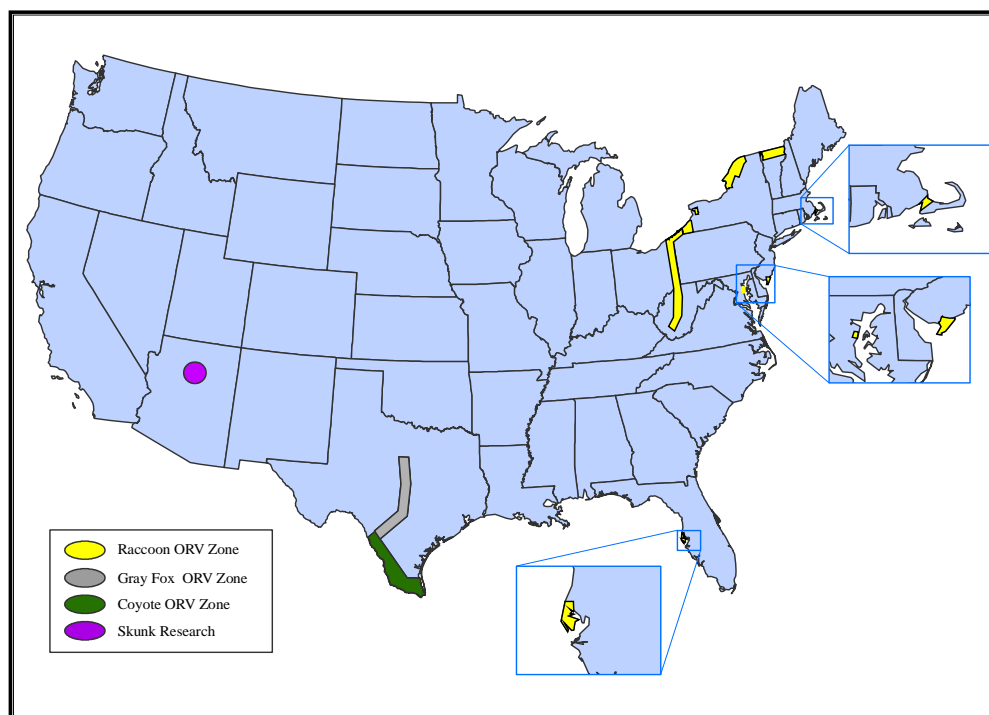 Raccoon ORV Zone
Gray Fox ORV Zone
Coyote ORV Zone
Skunk Research